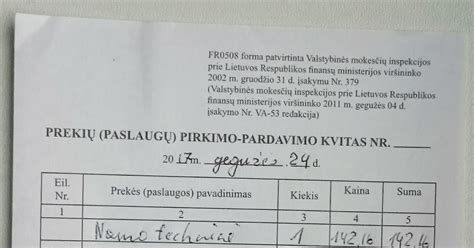 FR0508 forma patvirtinta Valstybinės mokesčių inspekcijos
prie Lietuvos Respublikos finansų ministerijos viršininko
2002 m. gruodžio 31 d. įsakymu Nr. 379
(Valstybinės mokesčių inspekcijos prie Lietuvos Respublikos
finansų ministerijos viršininko 2011 m. gegužės 04 d.
įsakymo Nr. VA-53 redakcija)
PREKIŲ (PASLAUGŲ) PIRKIMO-PARDAVIMO KVITAS NR. ______
2017 m. gegužės 24 d.
Eil. Nr. Prekės (paslaugos) pavadinimas Kiekis Kaina Suma
1 2 3 4 5
Namo techniai 1 142,16 142,16